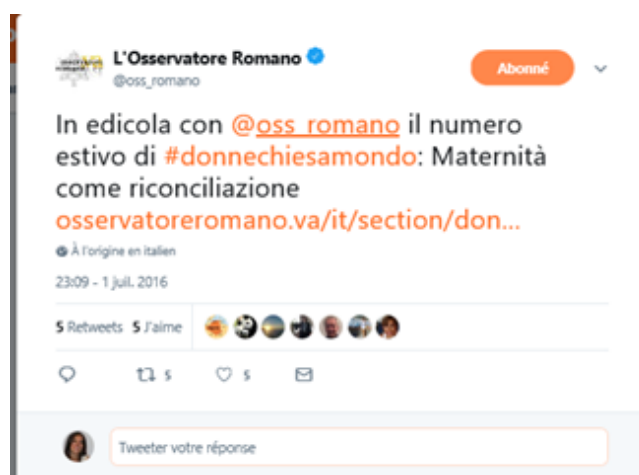 L'Osservatore Romano
@oss_romano
Abonné
In edicola con @oss_romano il numero
estivo di #donnechiesamondo: Maternità
come riconciliazione
osservatoreromano.va/it/section/don...
À l'origine en italien
23:09 - 1 juil. 2016
5 Retweets 5 J'aime
5 5
Tweeter votre réponse